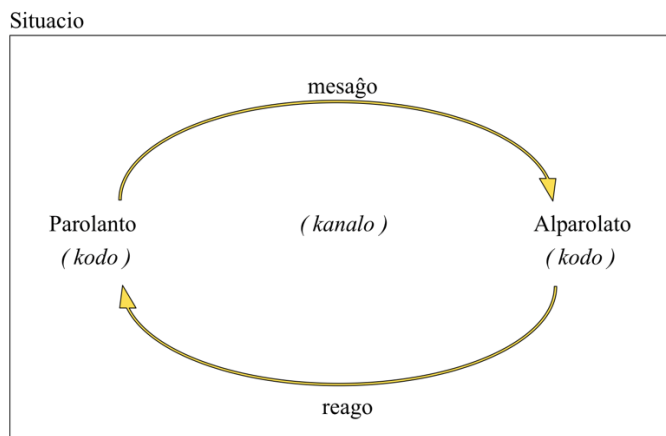 Situacio
mesaĝo
Parolanto ( kanalo ) Alparolato
( kodo ) ( kodo )
reago